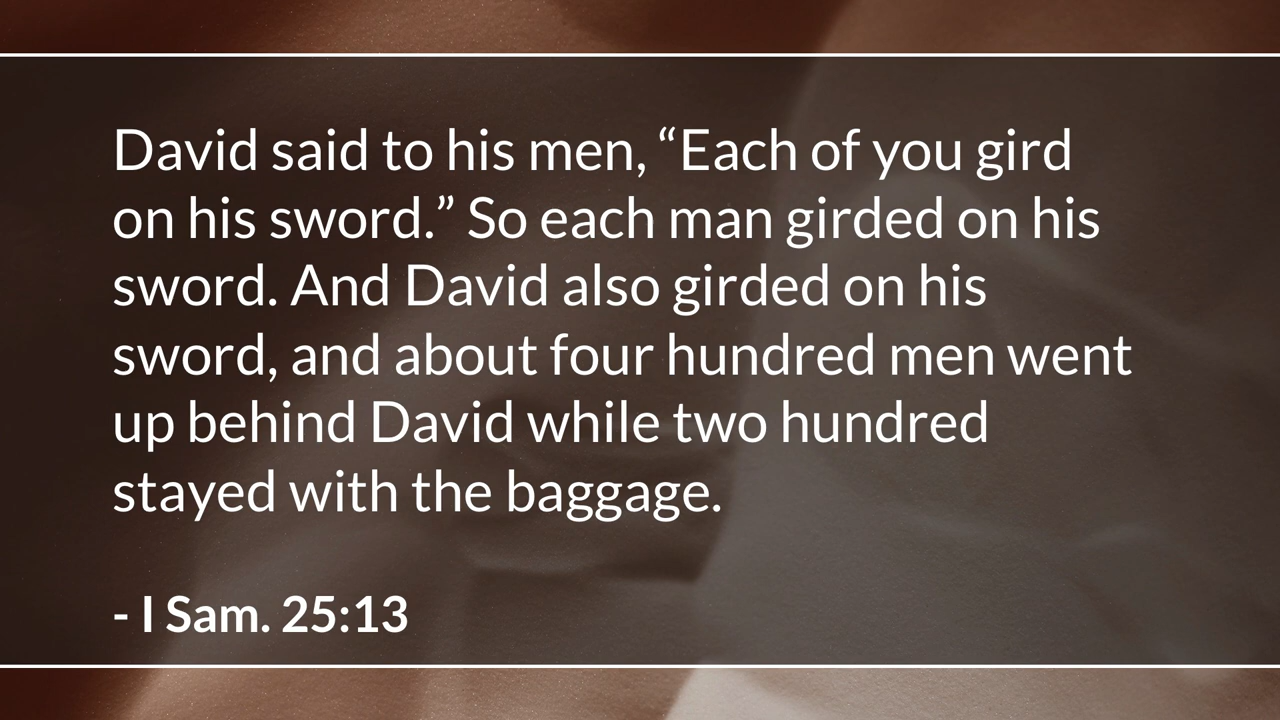 David said to his men, “Each of you gird
on his sword.” So each man girded on his
sword. And David also girded on his
sword, and about four hundred men went
up behind David while two hundred
stayed with the baggage.
- I Sam. 25:13